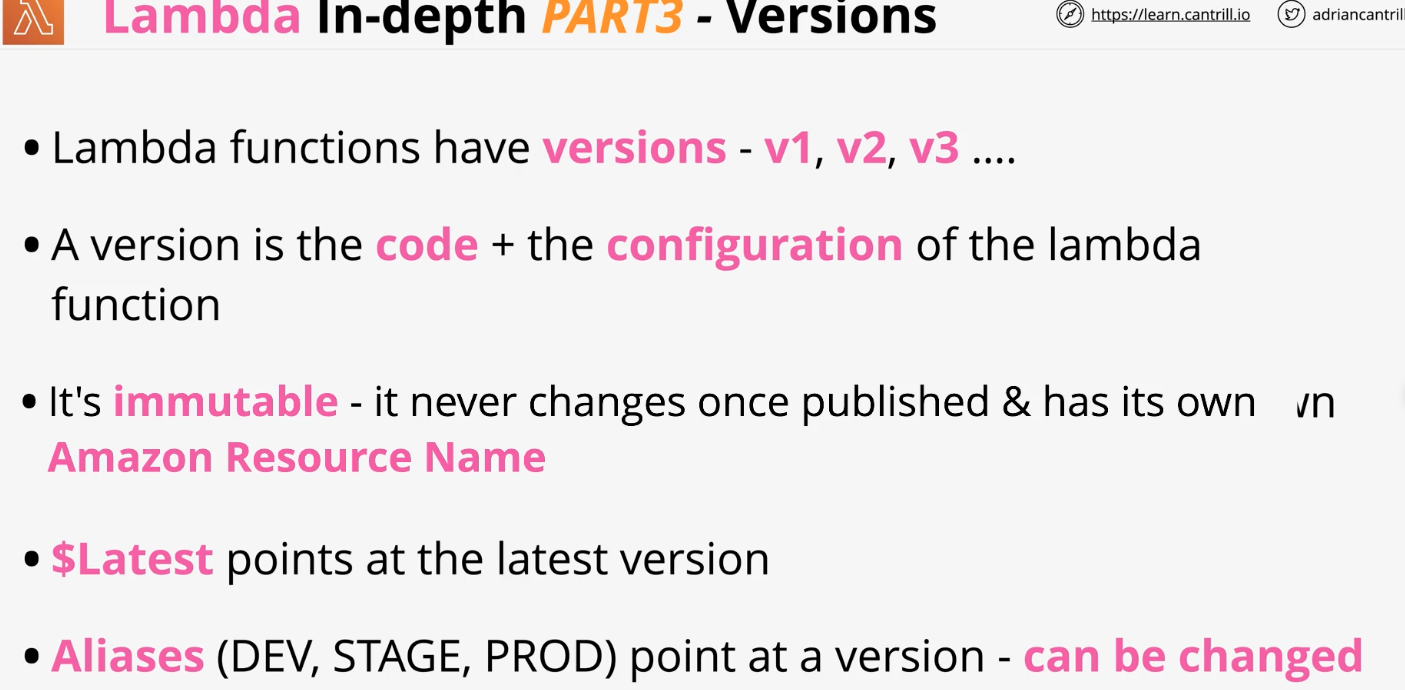 Lambda In-depth PART3 - Versions
https://learn.cantrill.io
adriancantrill
• Lambda functions have versions - v1, v2, v3 ....
• A version is the code + the configuration of the lambda
function
• It's immutable - it never changes once published & has its own
Amazon Resource Name
• $Latest points at the latest version
• Aliases (DEV, STAGE, PROD) point at a version - can be changed